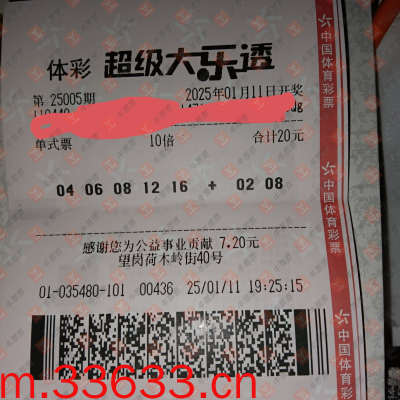 体彩 超级大乐透
第 25005期 2025年01月11日开奖
单式票 10倍 合计20元
04 06 08 12 16 + 02 08
感谢您为公益事业贡献 7.20元
望岗荷木岭街40号
01-035480-101 00436 25/01/11 19:25:15
中国体育彩票
中国体育彩票
中国体育彩票
m.33633.cn